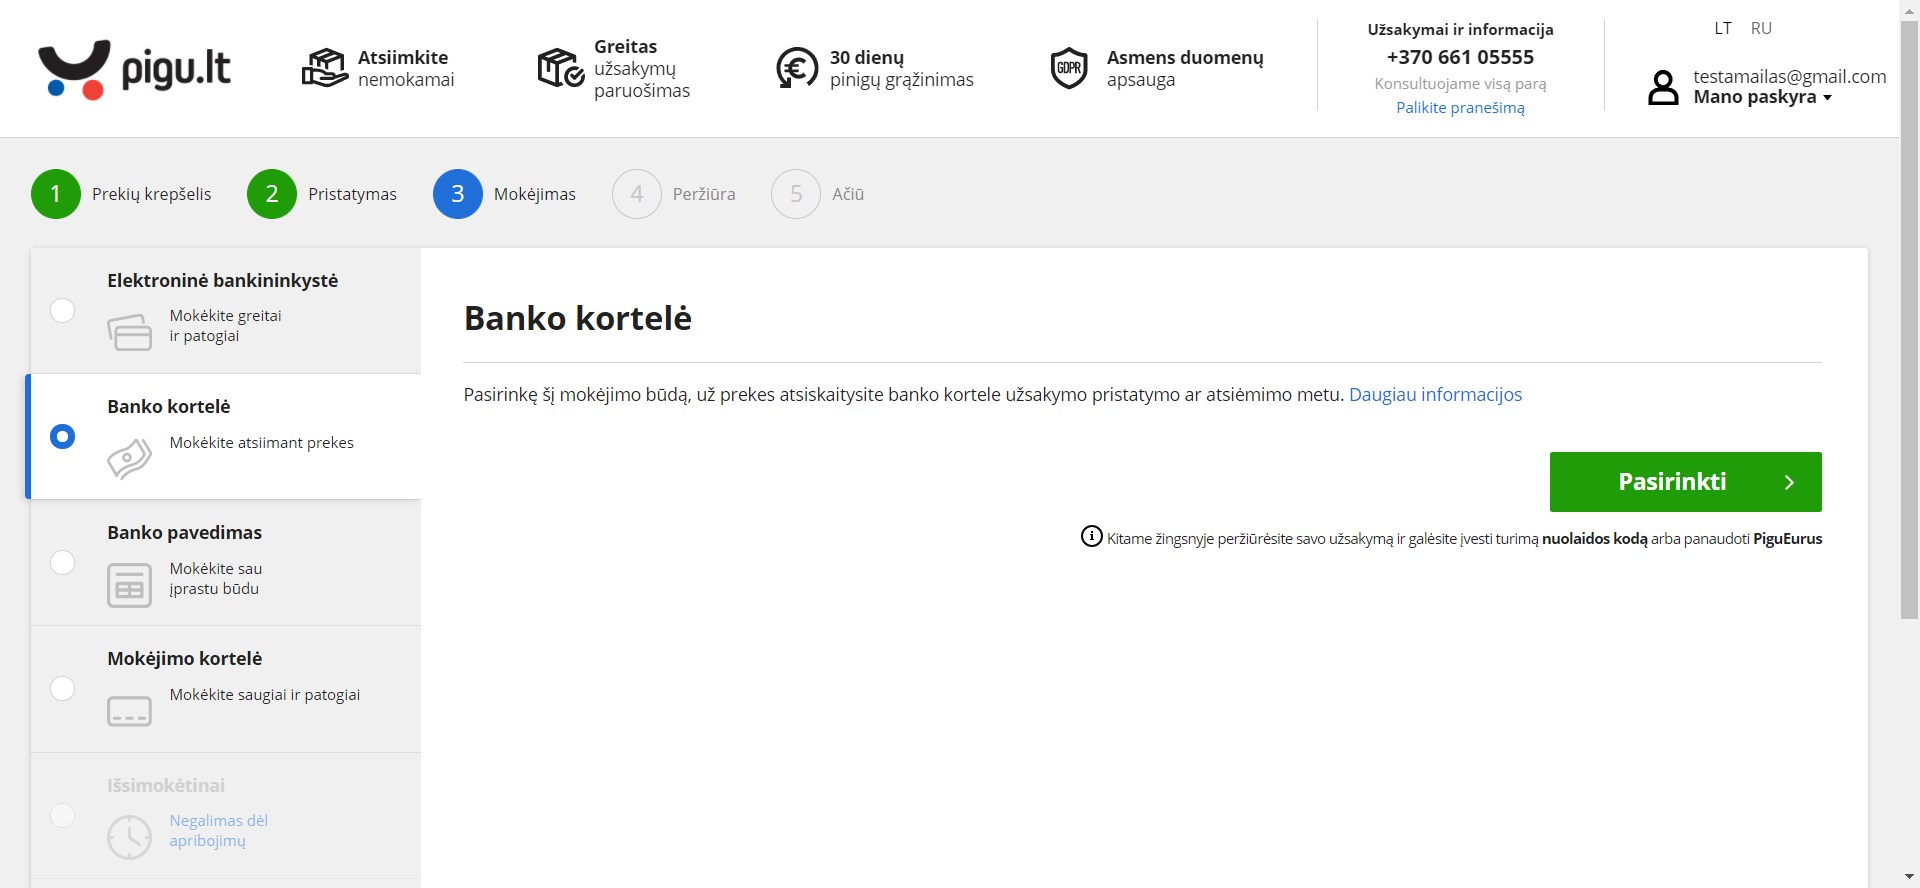 pigu.lt
Atsiimkite
nemokamai
Greitas
užsakymų
paruošimas
30 dienų
pinigų grąžinimas
GDPR
Asmens duomenų
apsauga
Užsakymai ir informacija
+370 661 05555
Konsultuojame visą parą
Palikite pranešimą
LT RU
testamailas@gmail.com
Mano paskyra
1 Prekių krepšelis
2 Pristatymas
3 Mokėjimas
4 Peržiūra
5 Ačiū
Elektroninė bankininkystė
Mokėkite greitai
ir patogiai
Banko kortelė
Mokėkite atsiimant prekes
Banko pavedimas
Mokėkite sau
įprastu būdu
Mokėjimo kortelė
Mokėkite saugiai ir patogiai
Išsimokėtinai
Negalimas dėl
apribojimų
Banko kortelė
Pasirinkę šį mokėjimo būdą, už prekes atsiskaitysite banko kortele užsakymo pristatymo ar atsiėmimo metu. Daugiau informacijos
Pasirinkti
Kitame žingsnyje peržiūrėsite savo užsakymą ir galėsite įvesti turimą nuolaidos kodą arba panaudoti PiguEurus